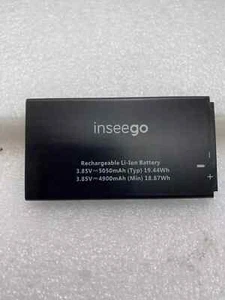 inseego
Rechargeable Li-Ion Battery
3.85V⎓5050mAh (Typ) 19.44Wh
3.85V⎓4900mAh (Min) 18.87Wh
−
+